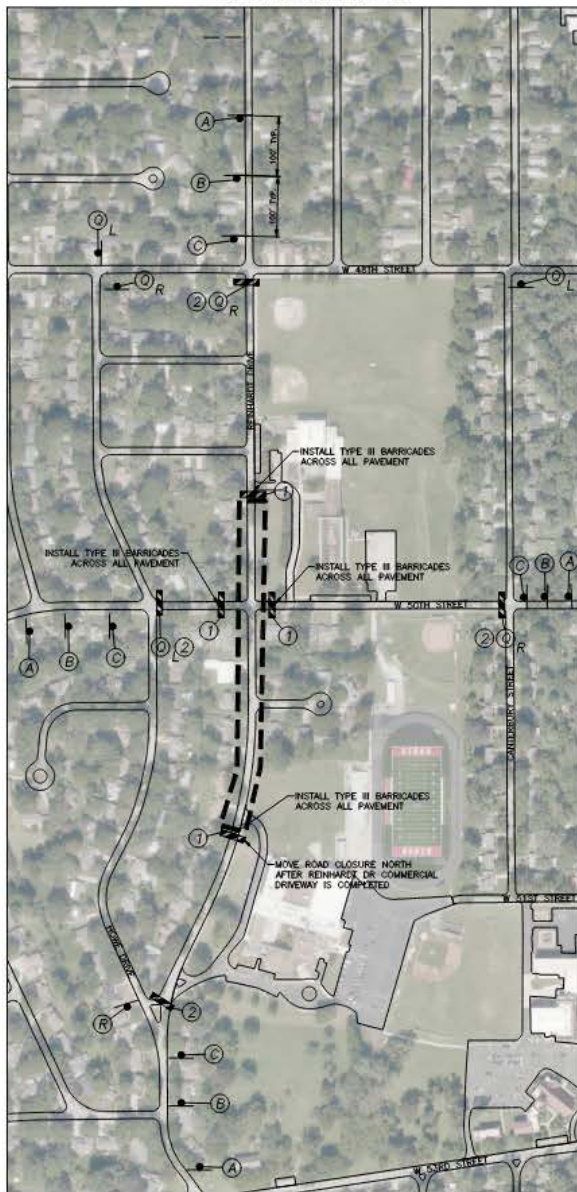 A
100' TYP.
B
100' TYP.
C
Q
L
Q
R
W 48TH STREET
2 Q R
Q
L
REINHARDT DRIVE
INSTALL TYPE III BARRICADES
ACROSS ALL PAVEMENT
1
INSTALL TYPE III BARRICADES
ACROSS ALL PAVEMENT
INSTALL TYPE III BARRICADES
ACROSS ALL PAVEMENT
C B A
W 50TH STREET
1
1
A B C
Q L 2
2 Q R
CANTERBURY STREET
INSTALL TYPE III BARRICADES
ACROSS ALL PAVEMENT
1
MOVE ROAD CLOSURE NORTH
AFTER REINHARDT DR COMMERCIAL
DRIVEWAY IS COMPLETED
W 51ST STREET
HOWE DRIVE
R
2
C
B
A
W 53RD STREET